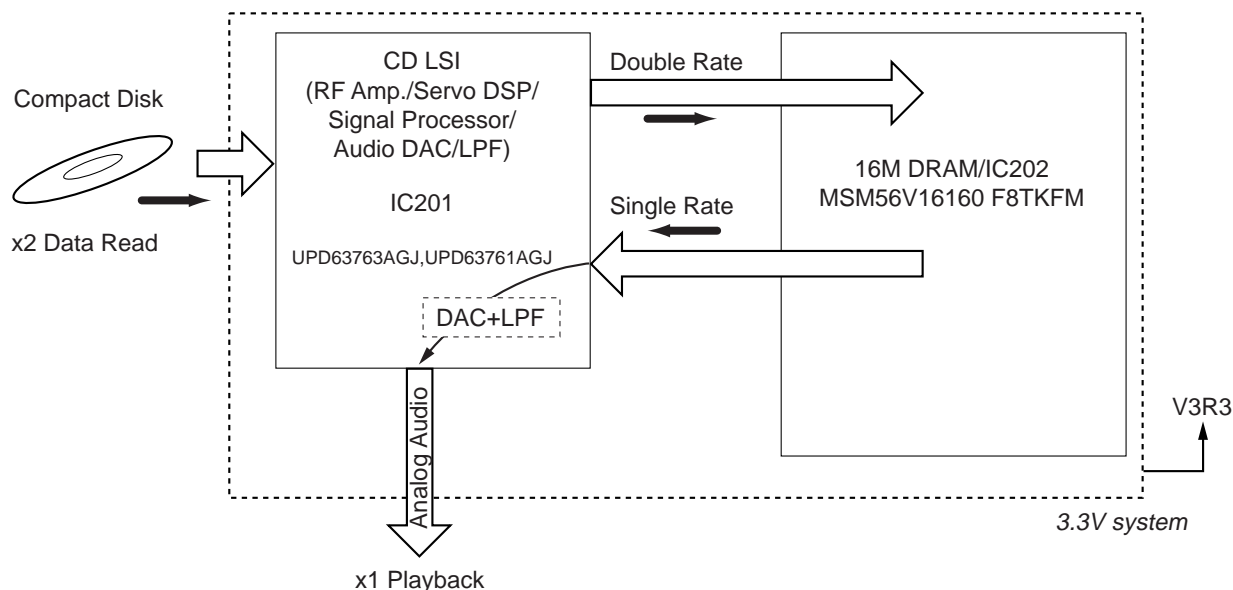 Compact Disk
x2 Data Read
CD LSI
(RF Amp./Servo DSP/
Signal Processor/
Audio DAC/LPF)
IC201
UPD63763AGJ,UPD63761AGJ
DAC+LPF
Double Rate
Single Rate
16M DRAM/IC202
MSM56V16160 F8TKFM
Analog Audio
x1 Playback
V3R3
3.3V system